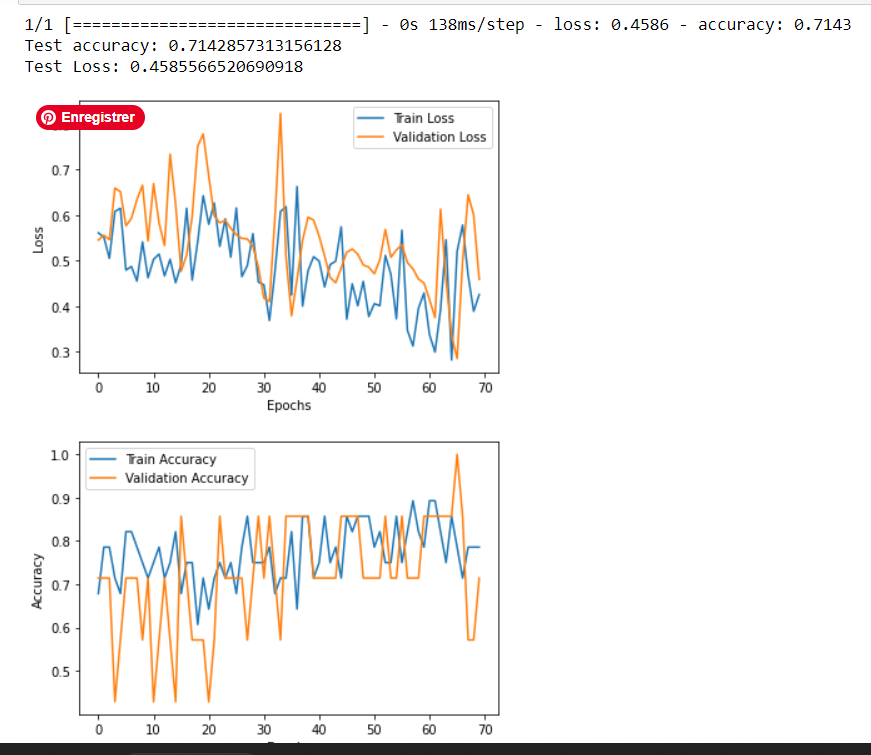 1/1 [==============================] - 0s 138ms/step - loss: 0.4586 - accuracy: 0.7143
Test accuracy: 0.7142857313156128
Test Loss: 0.4585566520690918
Enregistrer
Train Loss
Validation Loss
0.7
0.6
0.5
0.4
0.3
Loss
0 10 20 30 40 50 60 70
Epochs
Train Accuracy
Validation Accuracy
1.0
0.9
0.8
0.7
0.6
0.5
Accuracy
0 10 20 30 40 50 60 70